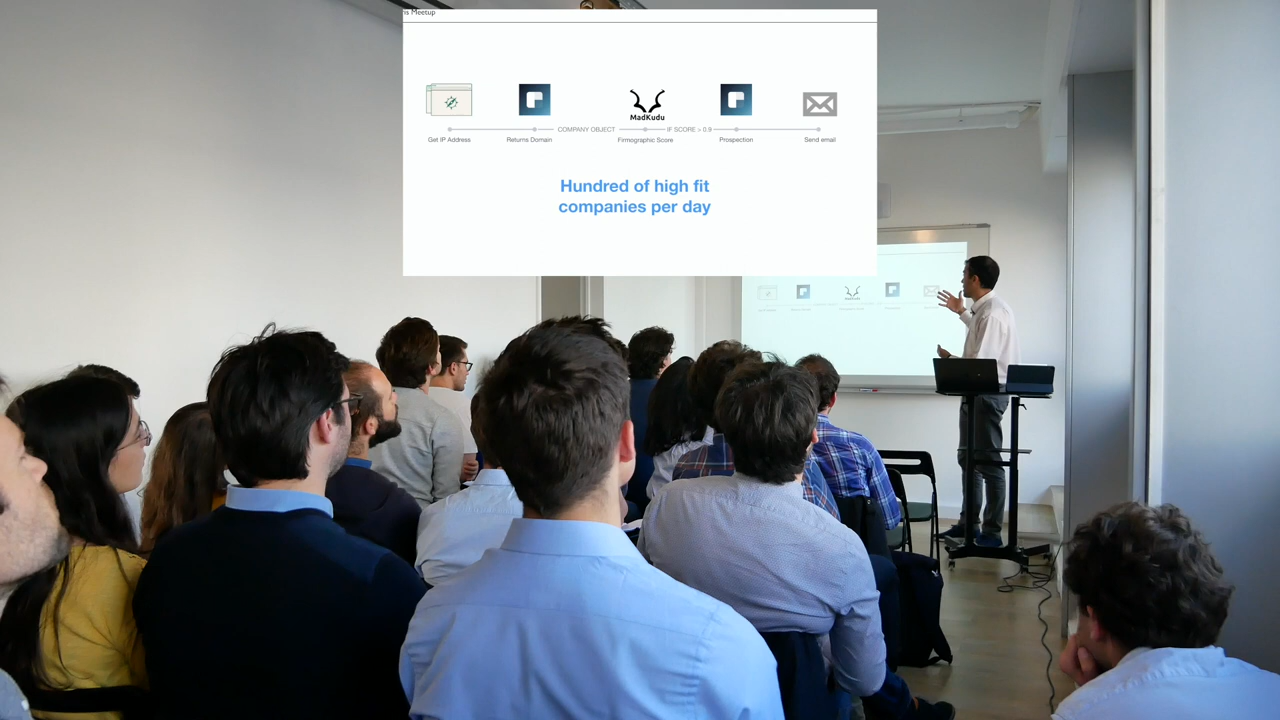 ns Meetup
MadKudu
COMPANY OBJECT
IF SCORE > 0.9
Get IP Address
Returns Domain
Firmographic Score
Prospection
Send email
Hundred of high fit
companies per day